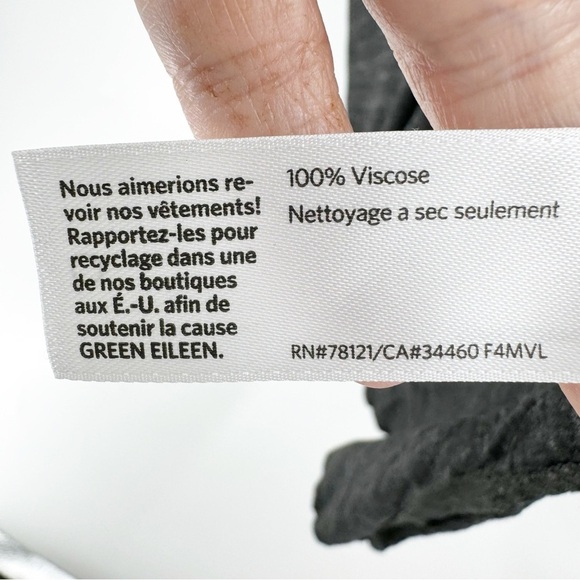 Nous aimerions re-
voir nos vêtements!
Rapportez-les pour
recyclage dans une
de nos boutiques
aux É.-U. afin de
soutenir la cause
GREEN EILEEN.
100% Viscose
Nettoyage a sec seulement
RN#78121/CA#34460 F4MVL